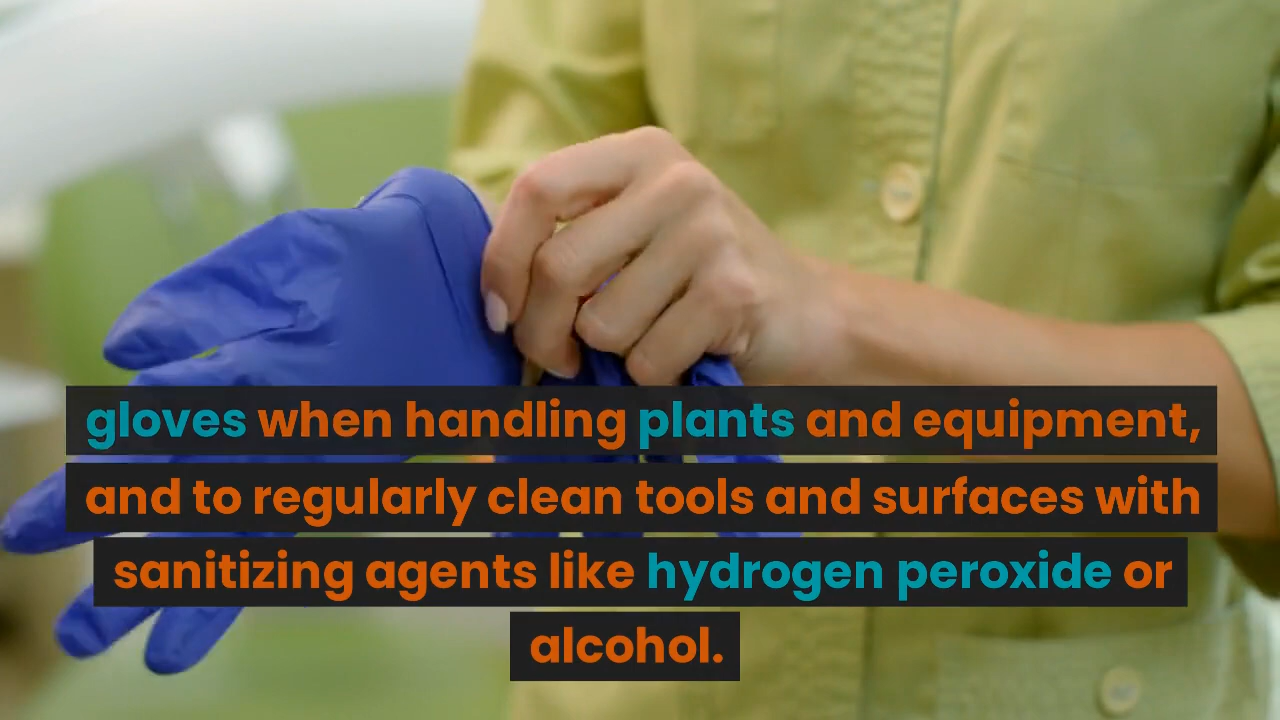 gloves when handling plants and equipment,
and to regularly clean tools and surfaces with
sanitizing agents like hydrogen peroxide or
alcohol.